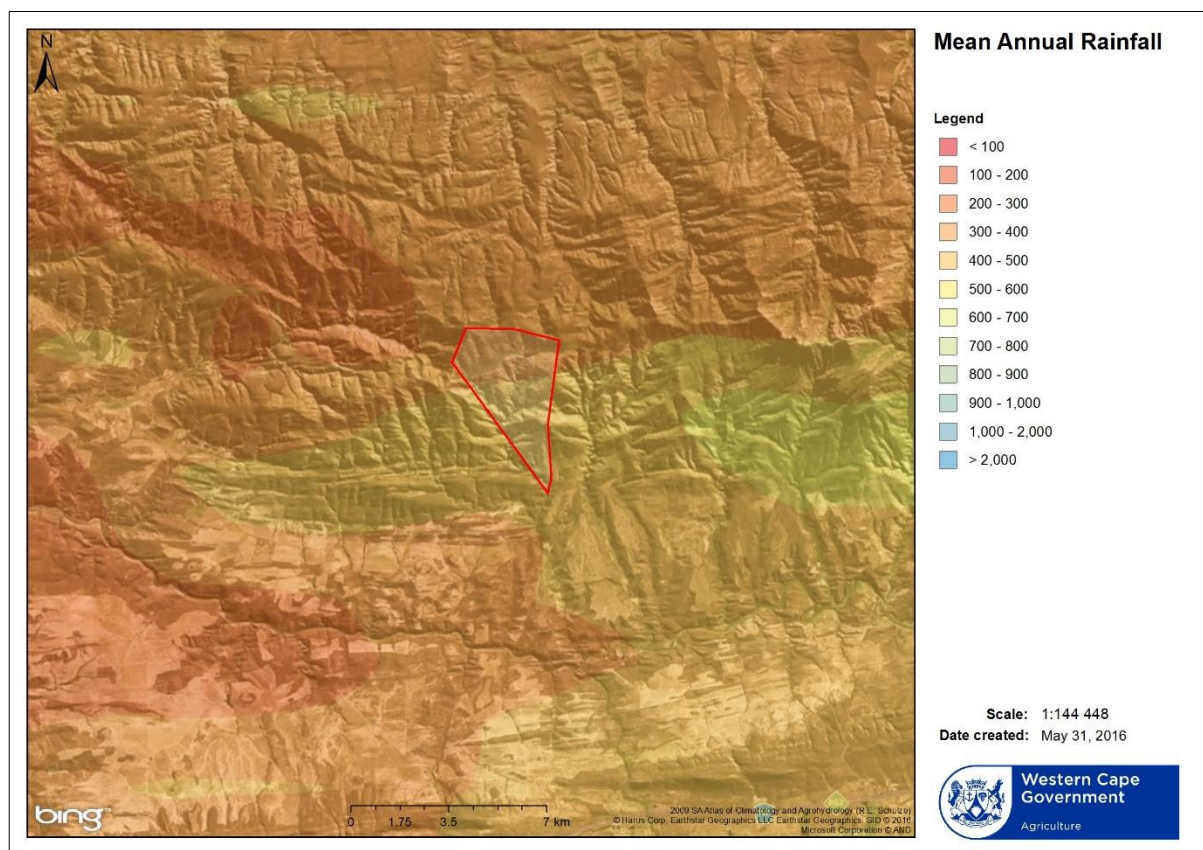 N
Mean Annual Rainfall
Legend
< 100
100 - 200
200 - 300
300 - 400
400 - 500
500 - 600
600 - 700
700 - 800
800 - 900
900 - 1,000
1,000 - 2,000
> 2,000
Scale: 1:144 448
Date created: May 31, 2016
Western Cape
Government
Agriculture
bing™
0 1.75 3.5 7 km
2009 SA Atlas of Climatology and Agrohydrology (R.E. Schulze)
© Harris Corp, Earthstar Geographics LLC Earthstar Geographics SIO © 2016
Microsoft Corporation © AND